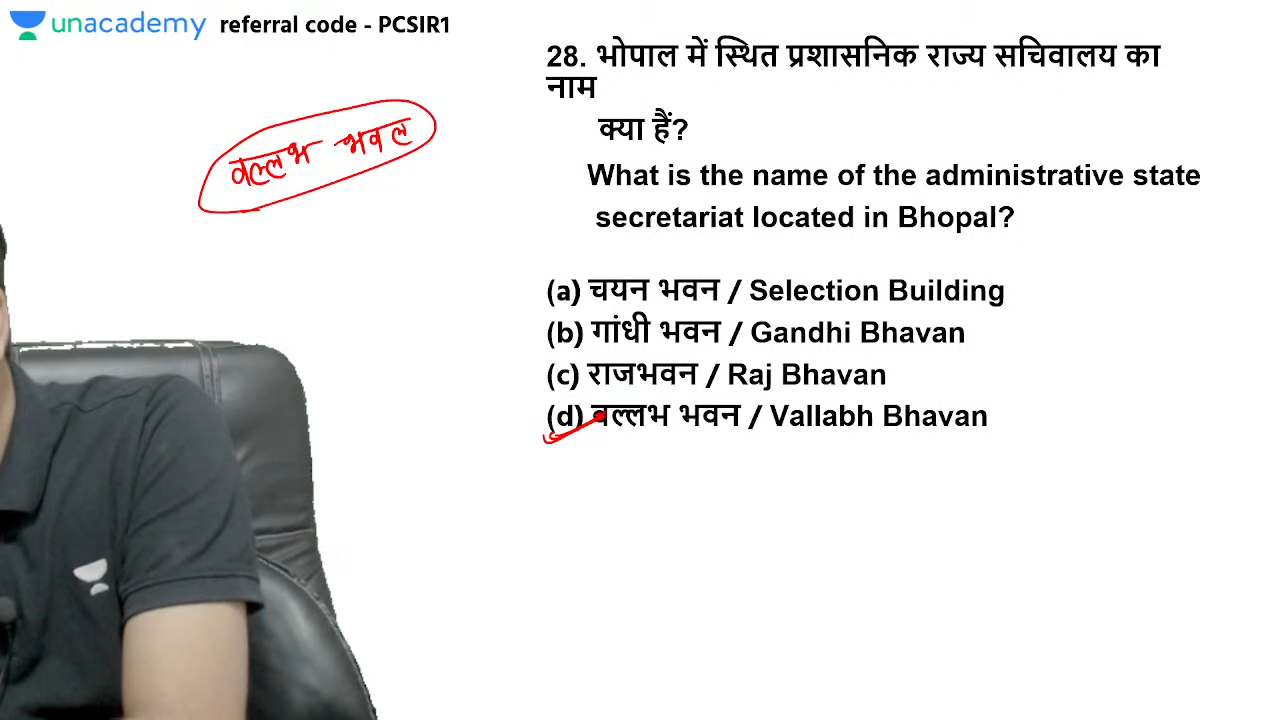 unacademy referral code - PCSIR1
वल्लभ भवन
28. भोपाल में स्थित प्रशासनिक राज्य सचिवालय का
नाम
क्या हैं?
What is the name of the administrative state
secretariat located in Bhopal?
(a) चयन भवन / Selection Building
(b) गांधी भवन / Gandhi Bhavan
(c) राजभवन / Raj Bhavan
(d) वल्लभ भवन / Vallabh Bhavan